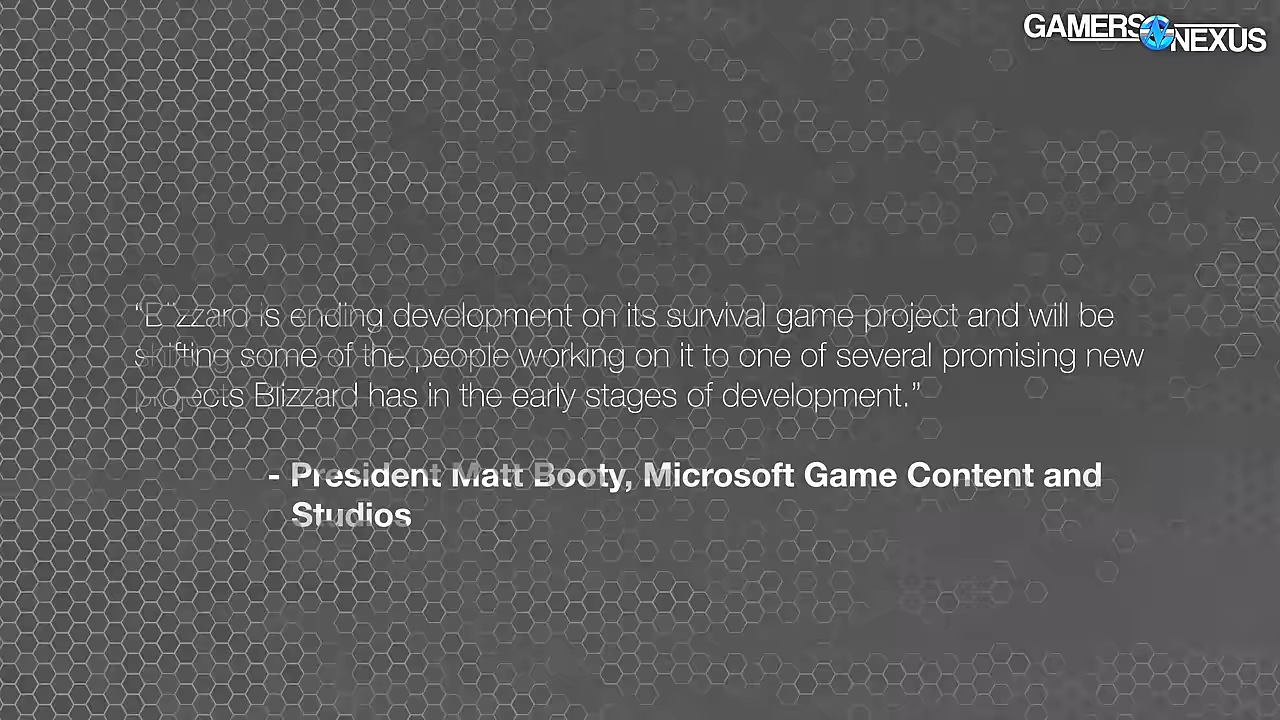 GAMERS NEXUS
“Blizzard is ending development on its survival game project and will be
shifting some of the people working on it to one of several promising new
projects Blizzard has in the early stages of development.”
- President Matt Booty, Microsoft Game Content and
Studios